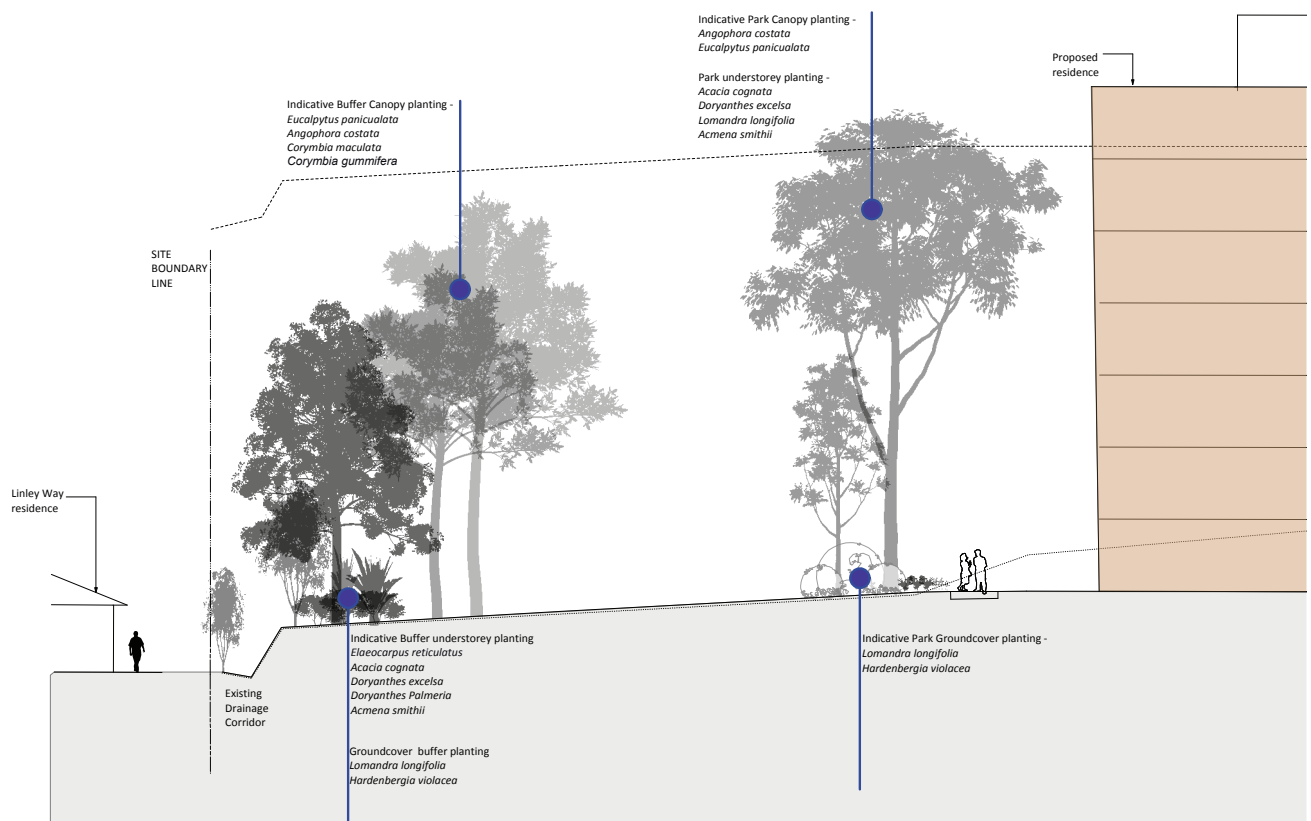 Indicative Park Canopy planting -
Angophora costata
Eucalpytus panicualata
Park understorey planting -
Acacia cognata
Doryanthes excelsa
Lomandra longifolia
Acmena smithii
Proposed
residence
Indicative Buffer Canopy planting -
Eucalpytus panicualata
Angophora costata
Corymbia maculata
Corymbia gummifera
SITE
BOUNDARY
LINE
Linley Way
residence
Existing
Drainage
Corridor
Indicative Buffer understorey planting
Elaeocarpus reticulatus
Acacia cognata
Doryanthes excelsa
Doryanthes Palmeria
Acmena smithii
Groundcover buffer planting
Lomandra longifolia
Hardenbergia violacea
Indicative Park Groundcover planting -
Lomandra longifolia
Hardenbergia violacea